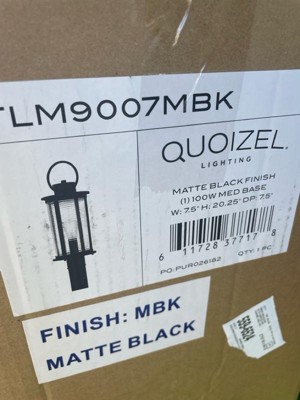 TLM9007MBK
QUOIZEL
LIGHTING
MATTE BLACK FINISH
(1) 100W MED BASE
W: 7.5" H: 20.25" DP: 7.5"
6 11728 37717 8
PO:PUR026182 QTY: 1 PC
FINISH: MBK
MATTE BLACK